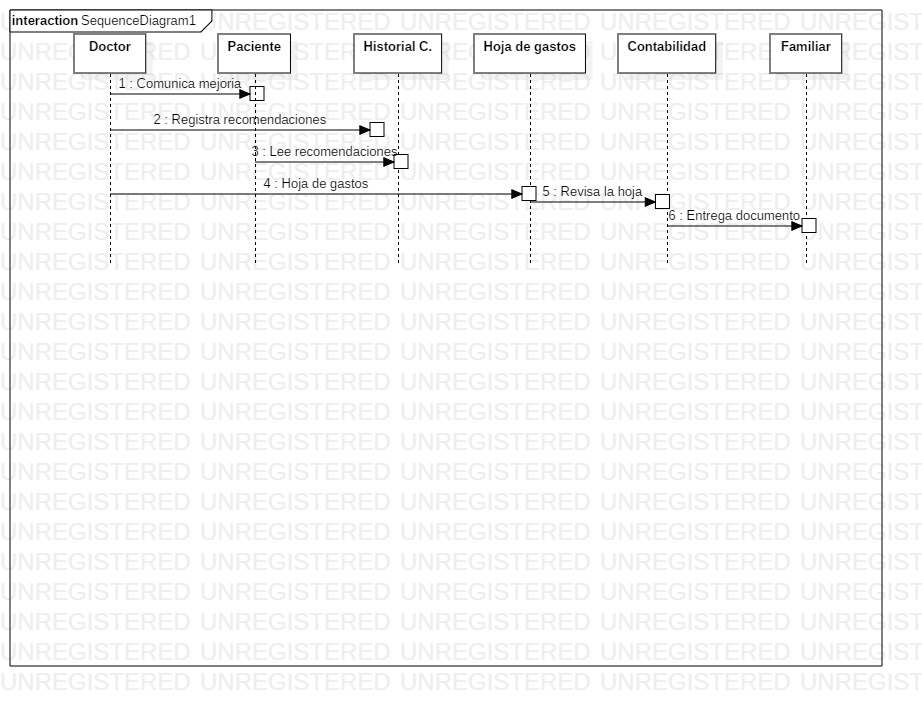 interaction SequenceDiagram1
Doctor
Paciente
Historial C.
Hoja de gastos
Contabilidad
Familiar
1 : Comunica mejoria
2 : Registra recomendaciones
3 : Lee recomendaciones
4 : Hoja de gastos
5 : Revisa la hoja
6 : Entrega documento
UNREGISTERED UNREGISTERED UNREGISTERED UNREGISTERED UNREGISTERED